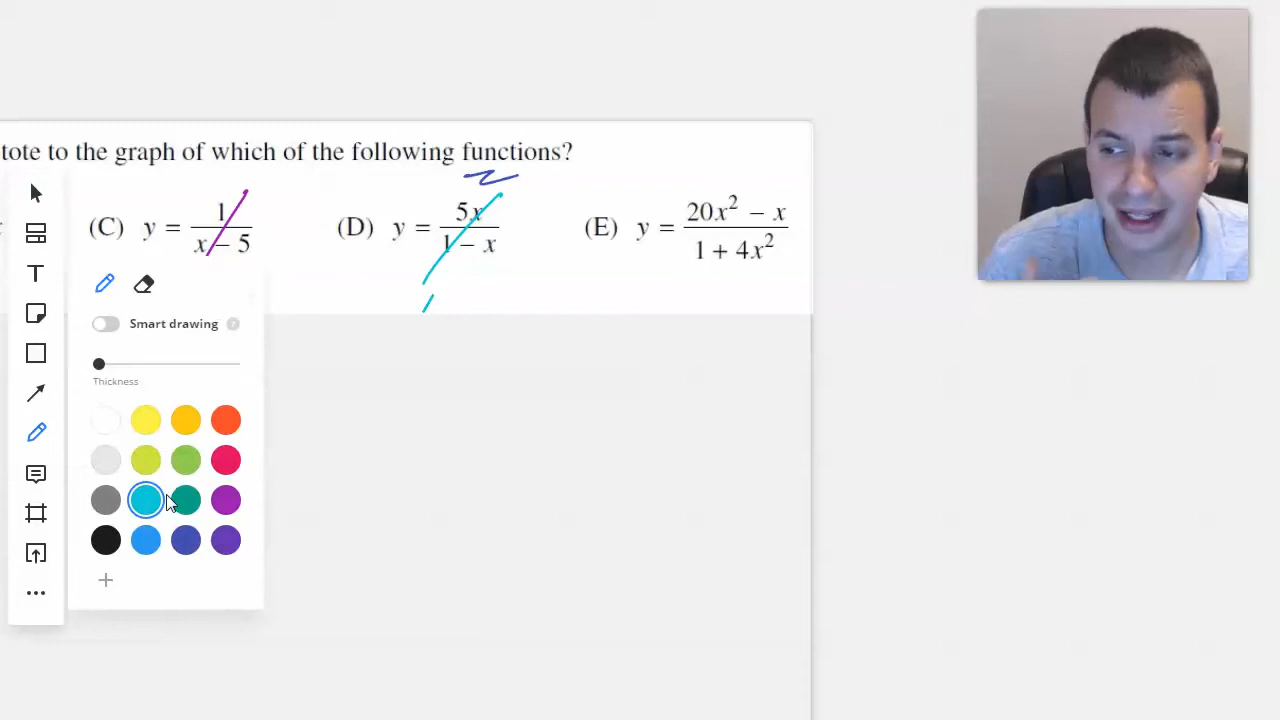 tote to the graph of which of the following functions?
(C) y = 1/(x − 5) (D) y = 5x/(1 − x) (E) y = (20x² − x)/(1 + 4x²)
T
Smart drawing ?
Thickness